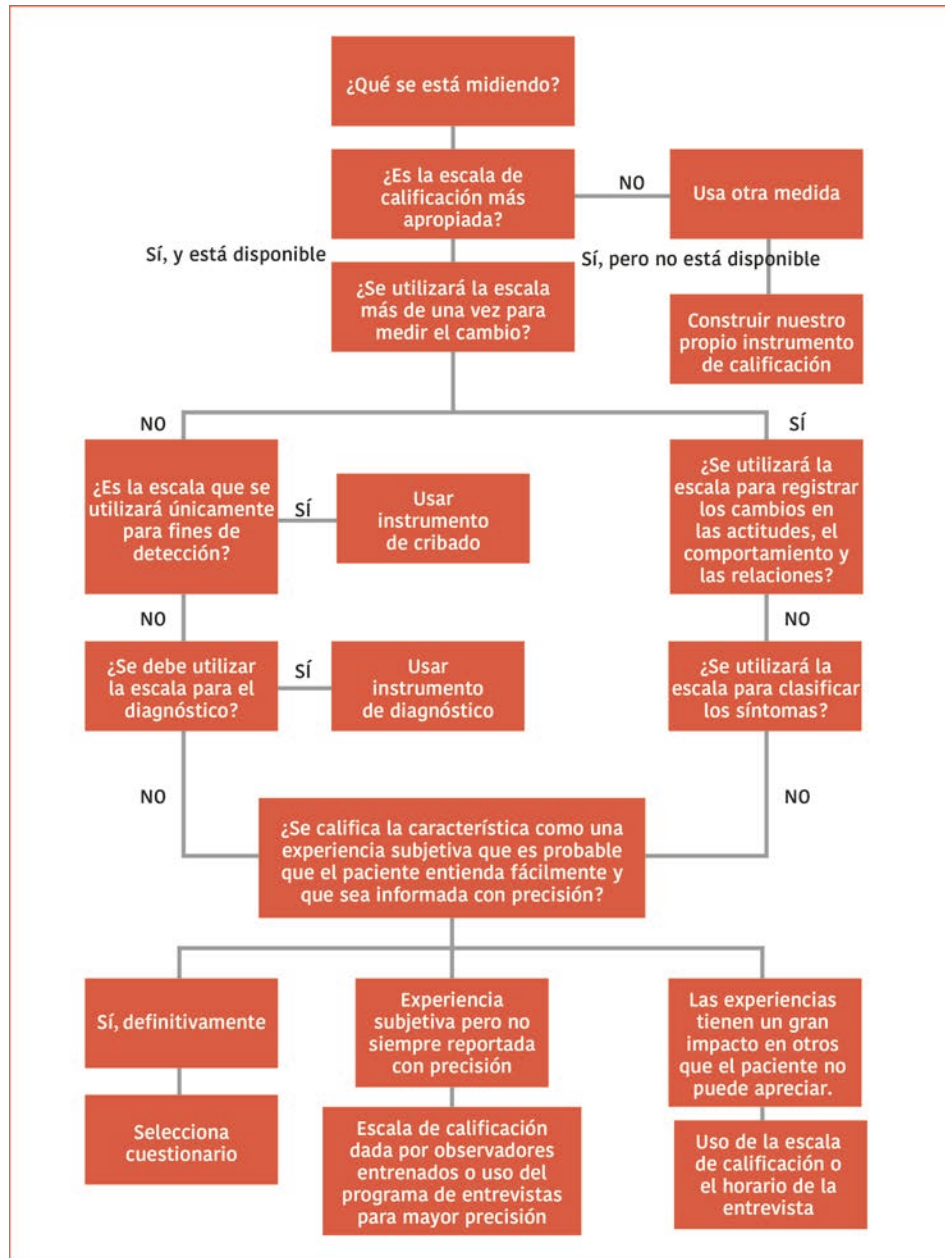 ¿Qué se está midiendo?
¿Es la escala de
calificación más
apropiada?
NO
Usa otra medida
Sí, y está disponible
Sí, pero no está disponible
¿Se utilizará la escala
más de una vez para
medir el cambio?
Construir nuestro
propio instrumento
de calificación
NO
SÍ
¿Es la escala que se
utilizará únicamente
para fines de
detección?
SÍ
Usar
instrumento
de cribado
¿Se utilizará la
escala para registrar
los cambios en
las actitudes, el
comportamiento y
las relaciones?
NO
NO
¿Se debe utilizar
la escala para el
diagnóstico?
SÍ
Usar
instrumento
de diagnóstico
¿Se utilizará la
escala para clasificar
los síntomas?
NO
NO
¿Se califica la característica como una
experiencia subjetiva que es probable
que el paciente entienda fácilmente y
que sea informada con precisión?
Sí, definitivamente
Experiencia
subjetiva pero no
siempre reportada
con precisión
Las experiencias
tienen un gran
impacto en otros
que el paciente no
puede apreciar.
Selecciona
cuestionario
Escala de calificación
dada por observadores
entrenados o uso del
programa de entrevistas
para mayor precisión
Uso de la escala
de calificación o
el horario de la
entrevista